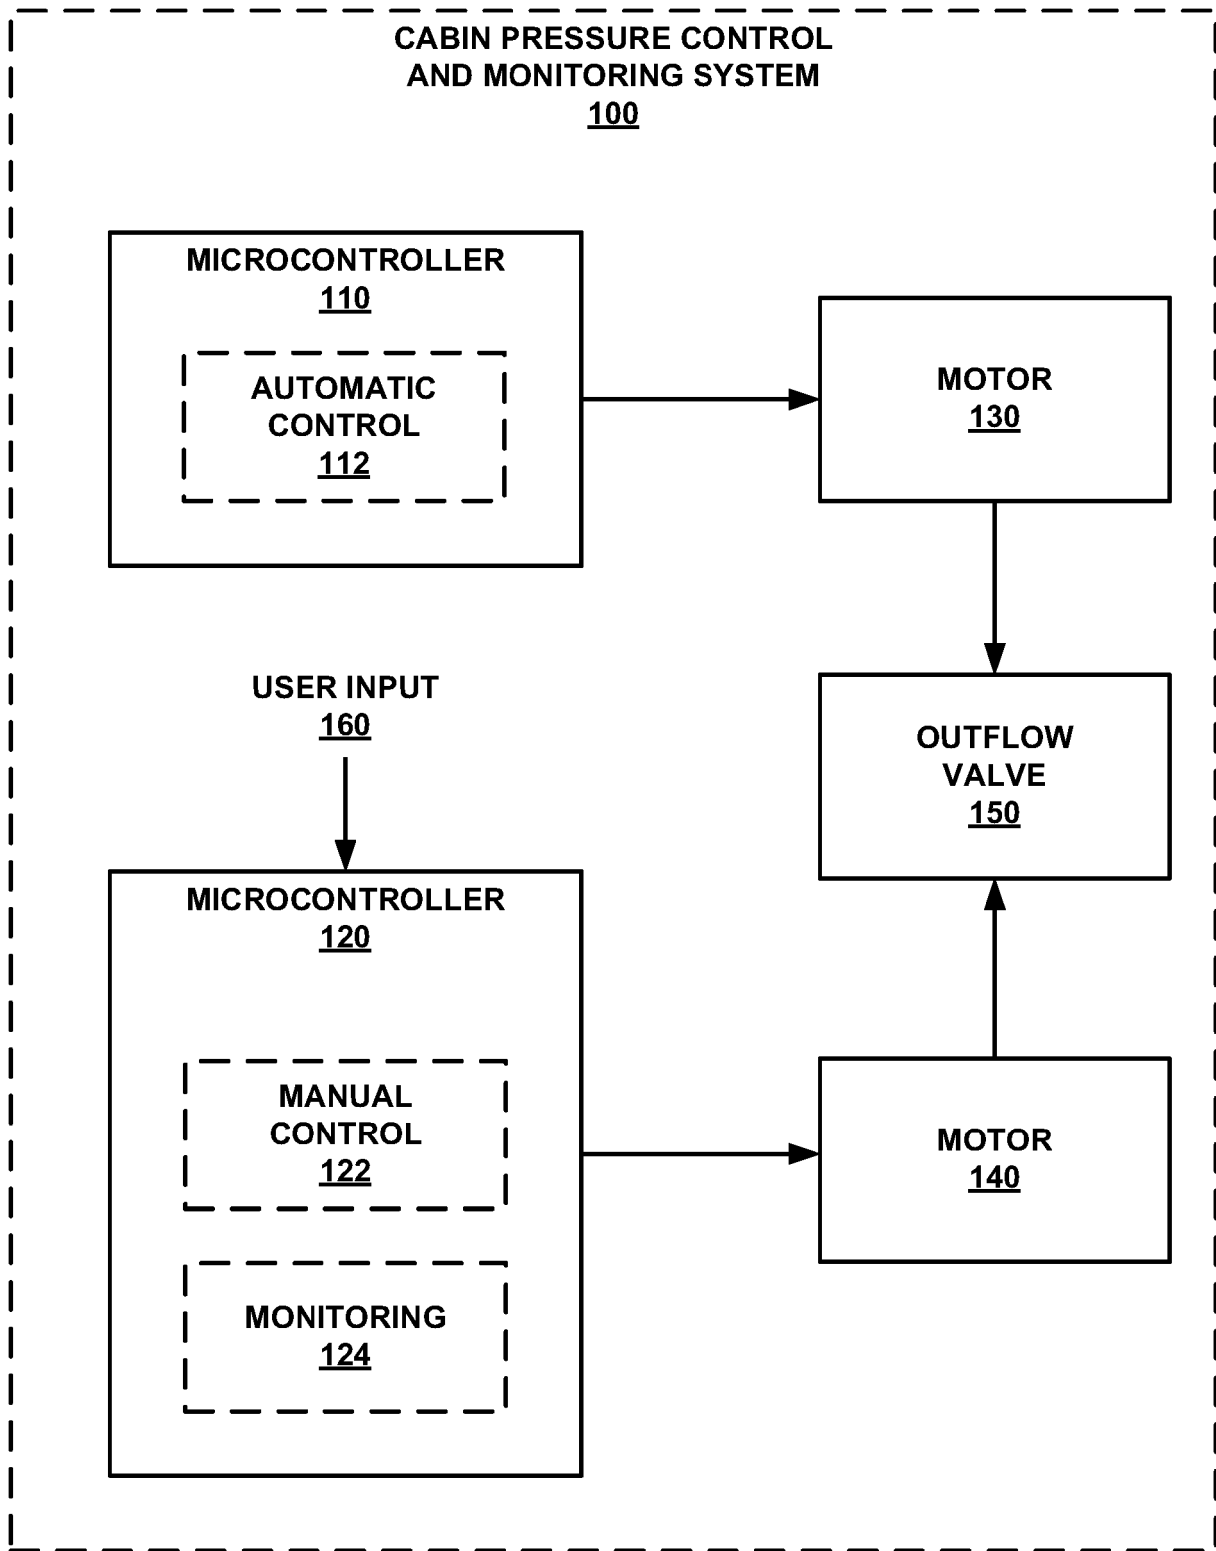 CABIN PRESSURE CONTROL
AND MONITORING SYSTEM
100
MICROCONTROLLER
110
AUTOMATIC
CONTROL
112
MOTOR
130
USER INPUT
160
OUTFLOW
VALVE
150
MICROCONTROLLER
120
MANUAL
CONTROL
122
MOTOR
140
MONITORING
124